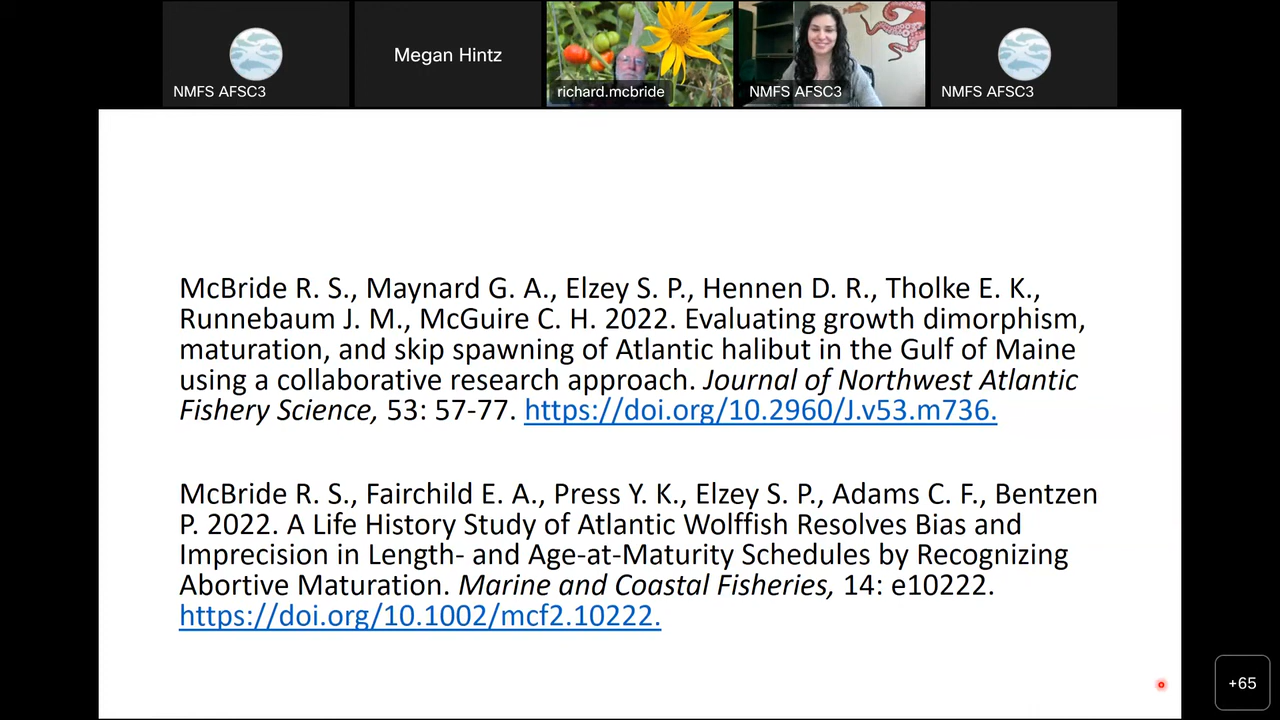 NMFS AFSC3
Megan Hintz
richard.mcbride
NMFS AFSC3
NMFS AFSC3
McBride R. S., Maynard G. A., Elzey S. P., Hennen D. R., Tholke E. K.,
Runnebaum J. M., McGuire C. H. 2022. Evaluating growth dimorphism,
maturation, and skip spawning of Atlantic halibut in the Gulf of Maine
using a collaborative research approach. Journal of Northwest Atlantic
Fishery Science, 53: 57-77. https://doi.org/10.2960/J.v53.m736.
McBride R. S., Fairchild E. A., Press Y. K., Elzey S. P., Adams C. F., Bentzen
P. 2022. A Life History Study of Atlantic Wolffish Resolves Bias and
Imprecision in Length- and Age-at-Maturity Schedules by Recognizing
Abortive Maturation. Marine and Coastal Fisheries, 14: e10222.
https://doi.org/10.1002/mcf2.10222.
+65